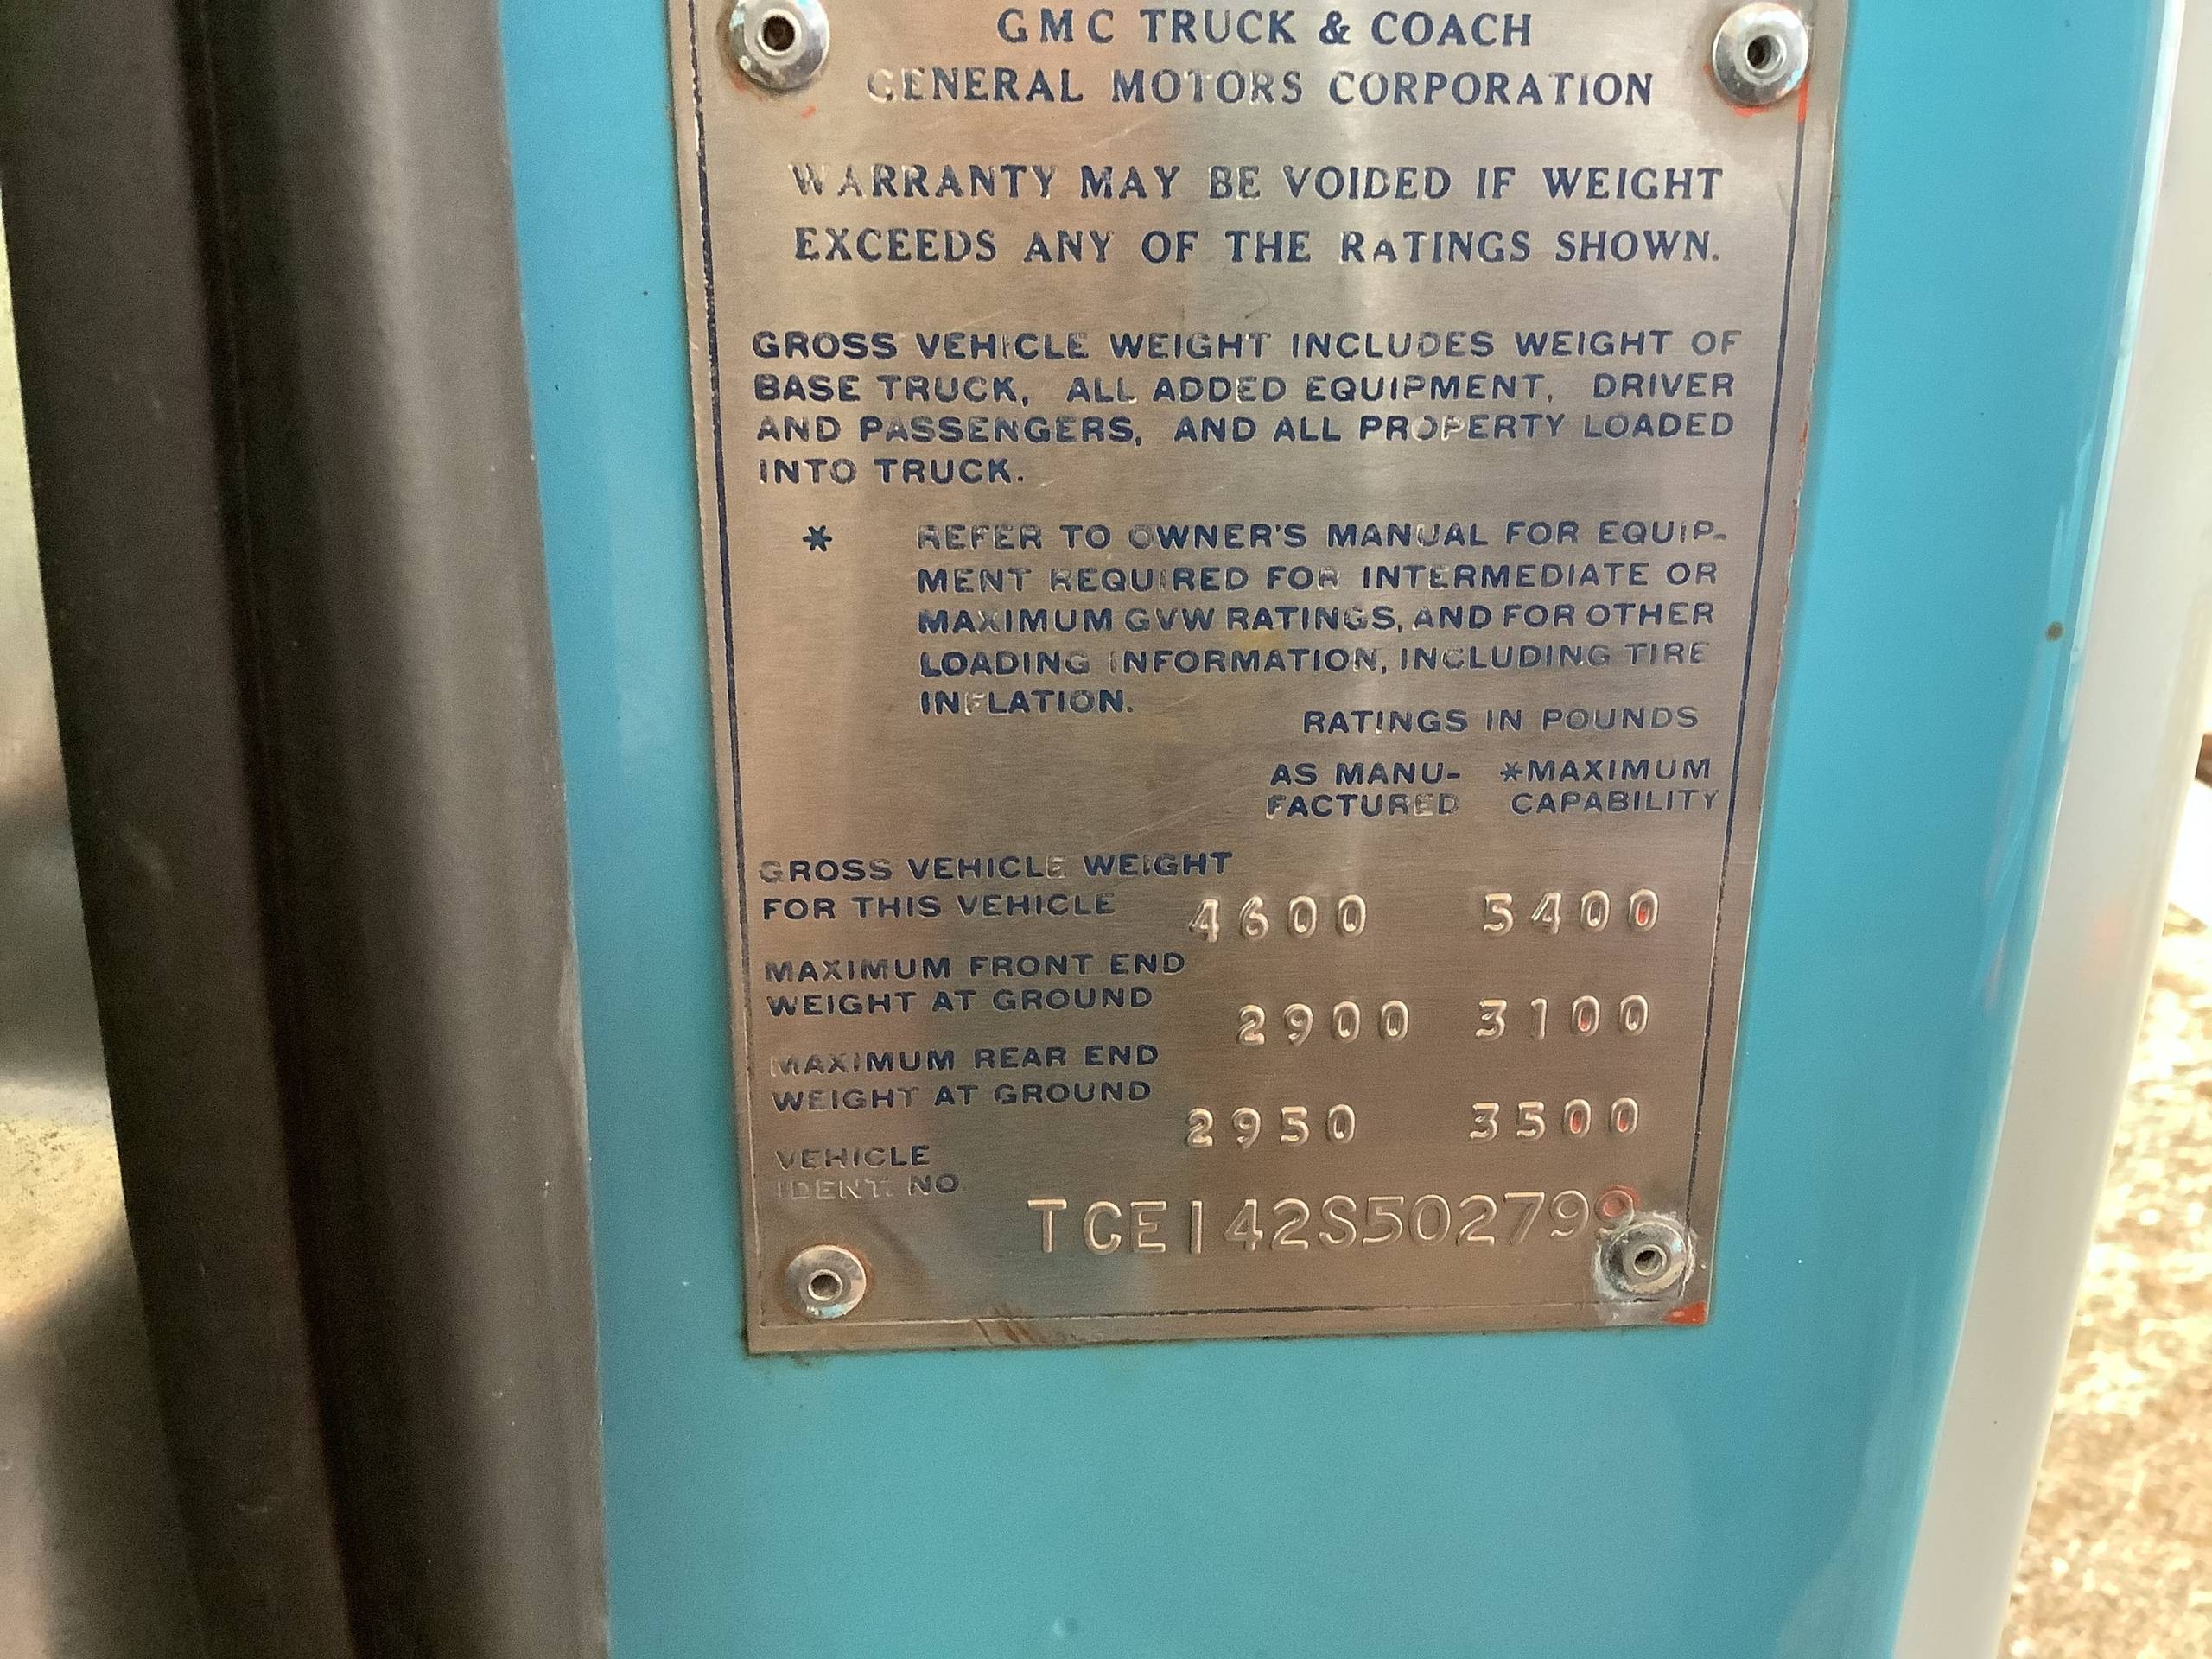 GMC TRUCK & COACH
GENERAL MOTORS CORPORATION
WARRANTY MAY BE VOIDED IF WEIGHT
EXCEEDS ANY OF THE RATINGS SHOWN.
GROSS VEHICLE WEIGHT INCLUDES WEIGHT OF
BASE TRUCK, ALL ADDED EQUIPMENT, DRIVER
AND PASSENGERS, AND ALL PROPERTY LOADED
INTO TRUCK.
* REFER TO OWNER'S MANUAL FOR EQUIP-
MENT REQUIRED FOR INTERMEDIATE OR
MAXIMUM GVW RATINGS, AND FOR OTHER
LOADING INFORMATION, INCLUDING TIRE
INFLATION.
RATINGS IN POUNDS
AS MANU- *MAXIMUM
FACTURED CAPABILITY
GROSS VEHICLE WEIGHT
FOR THIS VEHICLE 4600 5400
MAXIMUM FRONT END
WEIGHT AT GROUND 2900 3100
MAXIMUM REAR END
WEIGHT AT GROUND 2950 3500
VEHICLE
IDENT. NO.
TCE142S502799